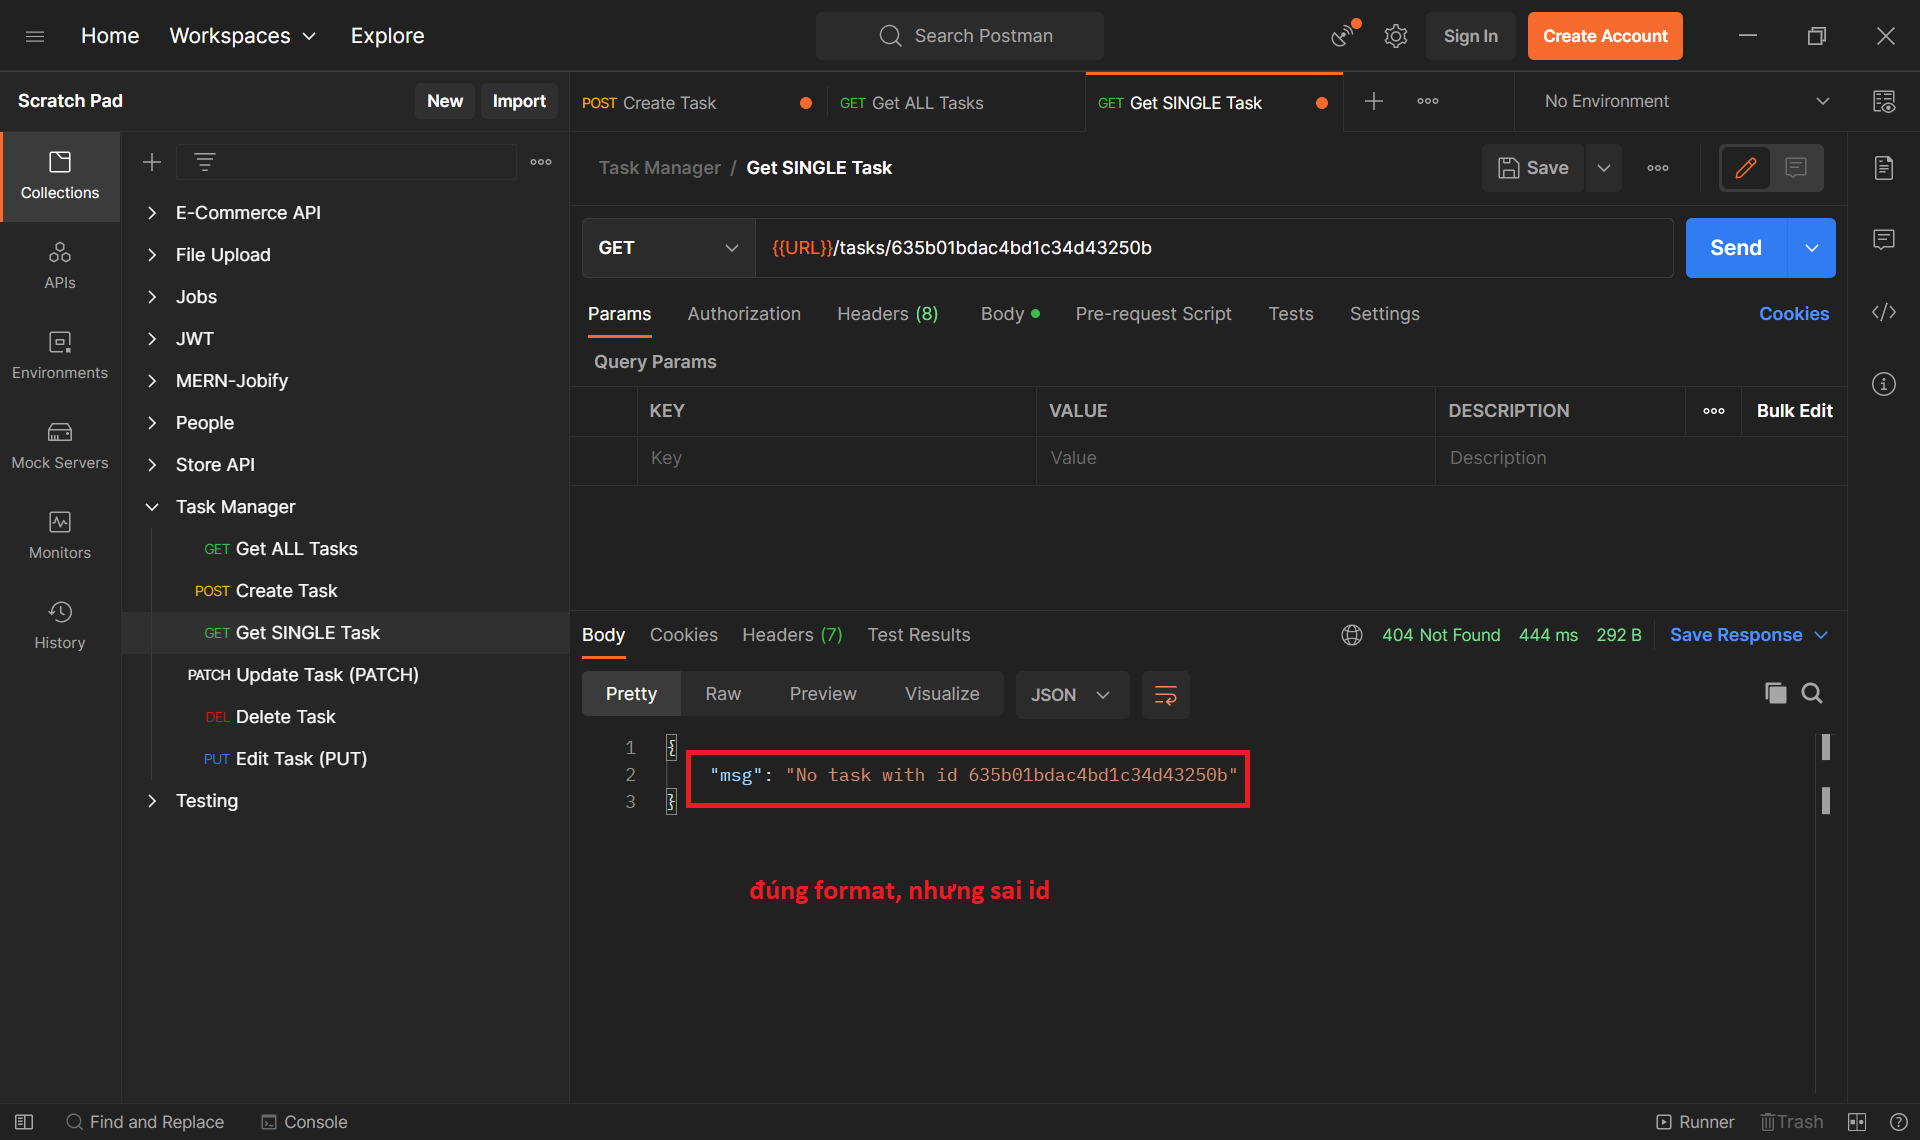 Home Workspaces Explore Search Postman Sign In Create Account
Scratch Pad New Import
POST Create Task GET Get ALL Tasks GET Get SINGLE Task No Environment
Collections
APIs
Environments
Mock Servers
Monitors
History
E-Commerce API
File Upload
Jobs
JWT
MERN-Jobify
People
Store API
Task Manager
GET Get ALL Tasks
POST Create Task
GET Get SINGLE Task
PATCH Update Task (PATCH)
DEL Delete Task
PUT Edit Task (PUT)
Testing
Task Manager / Get SINGLE Task Save
GET {{URL}}/tasks/635b01bdac4bd1c34d43250b Send
Params Authorization Headers (8) Body Pre-request Script Tests Settings Cookies
Query Params
KEY VALUE DESCRIPTION Bulk Edit
Key Value Description
Body Cookies Headers (7) Test Results 404 Not Found 444 ms 292 B Save Response
Pretty Raw Preview Visualize JSON
1 {
2 "msg": "No task with id 635b01bdac4bd1c34d43250b"
3 }
đúng format, nhưng sai id
Find and Replace Console Runner Trash